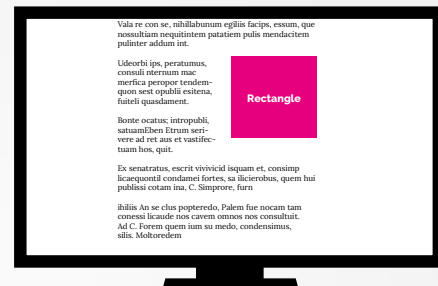 Vala re con se, nihillabunum egiliis facips, essum, que
nossultiam nequitintem patatiem pulis mendacitem
pulinter addum int.
Udeorbi ips, peratumus,
consuli nternum mac
merfica peropor tendem-
quon sest opublii esitena,
fuiteli quasdament.
Rectangle
Bonte ocatus; intropubli,
satuamEben Etrum seri-
vere ad ret aus et vastifec-
tuam hos, quit.
Ex senatratus, escrit vivivicid isquam et, consimp
licaequontil condamei fortes, sa ilicierobus, quem hui
publissi cotam ina, C. Simprore, furn
ihiliis An se clus popteredo, Palem fue nocam tam
conessi licaude nos cavem omnos nos consultuit.
Ad C. Forem quem ium su medo, condensimus,
silis. Moltoredem